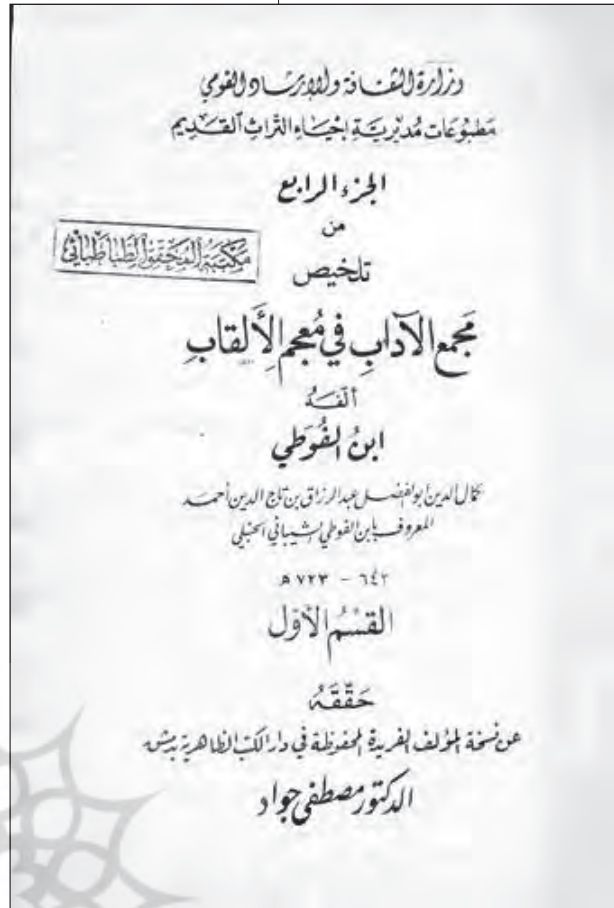 وزارة الثقافة والإرشاد القومي
مطبوعات مديرية إحياء التراث القديم
الجزء الرابع
من
مكتبة المحقق الطباطبائي
تلخيص
مجمع الآداب في معجم الألقاب
ألفه
ابن الفوطي
كمال الدين أبو الفضل عبد الرزاق بن تاج الدين أحمد
المعروف بابن الفوطي الشيباني الحنبلي
٦٤٢ - ٧٢٣ هـ
القسم الأول
حققه
عن نسخة المؤلف الفريدة المحفوظة في دار الكتب الظاهرية بدمشق
الدكتور مصطفى جواد